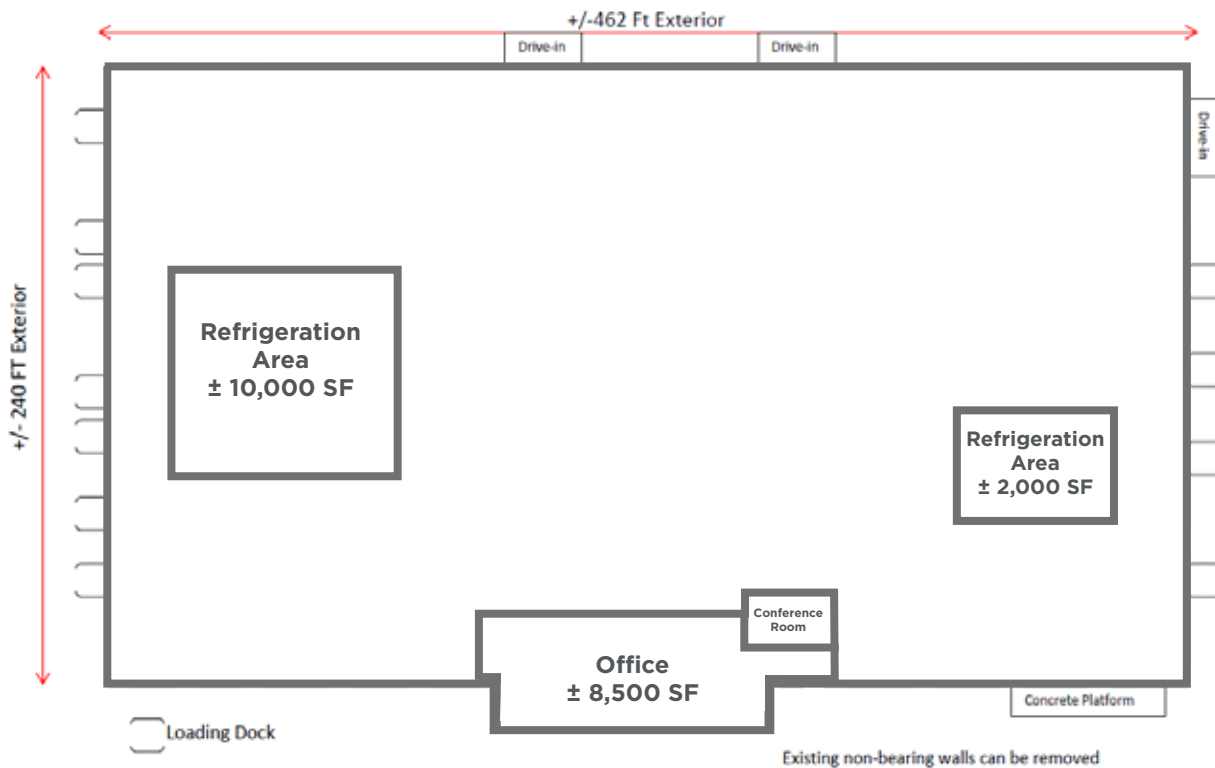 +/-462 Ft Exterior
Drive-in
Drive-in
Drive-in
+/- 240 FT Exterior
Refrigeration
Area
± 10,000 SF
Refrigeration
Area
± 2,000 SF
Conference
Room
Office
± 8,500 SF
Concrete Platform
Loading Dock
Existing non-bearing walls can be removed